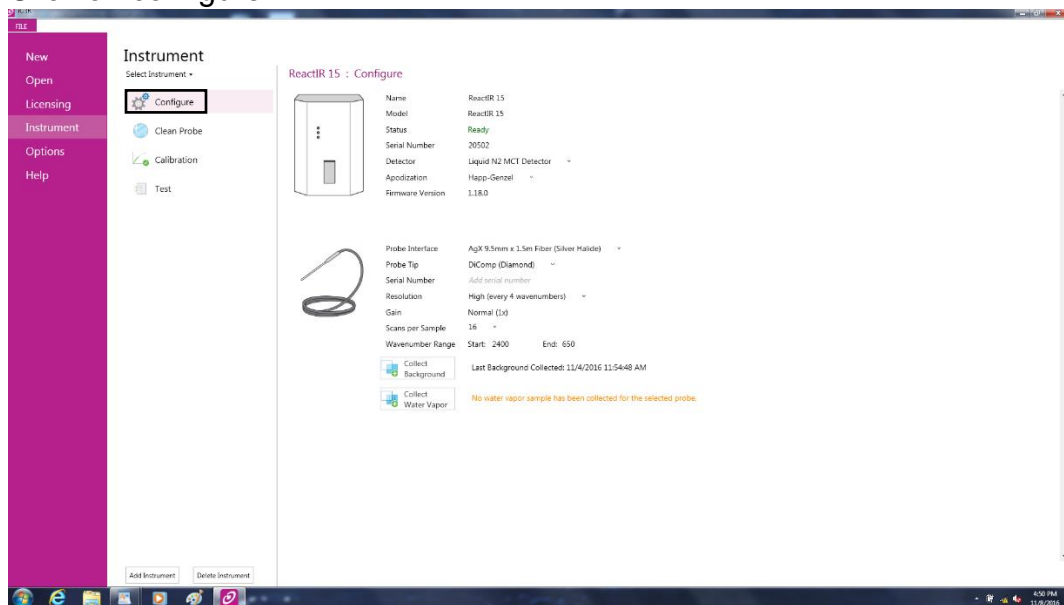 FILE
New
Open
Licensing
Instrument
Options
Help
Instrument
Select Instrument
Configure
Clean Probe
Calibration
Test
Add Instrument
Delete Instrument
ReactIR 15 : Configure
Name ReactIR 15
Model ReactIR 15
Status Ready
Serial Number 20502
Detector Liquid N2 MCT Detector
Apodization Happ-Genzel
Firmware Version 1.18.0
Probe Interface AgX 9.5mm x 1.5m Fiber (Silver Halide)
Probe Tip DiComp (Diamond)
Serial Number Add serial number
Resolution High (every 4 wavenumbers)
Gain Normal (1x)
Scans per Sample 16
Wavenumber Range Start: 2400 End: 650
Collect
Background
Last Background Collected: 11/4/2016 11:54:48 AM
Collect
Water Vapor
No water vapor sample has been collected for the selected probe.
4:50 PM
11/8/2016